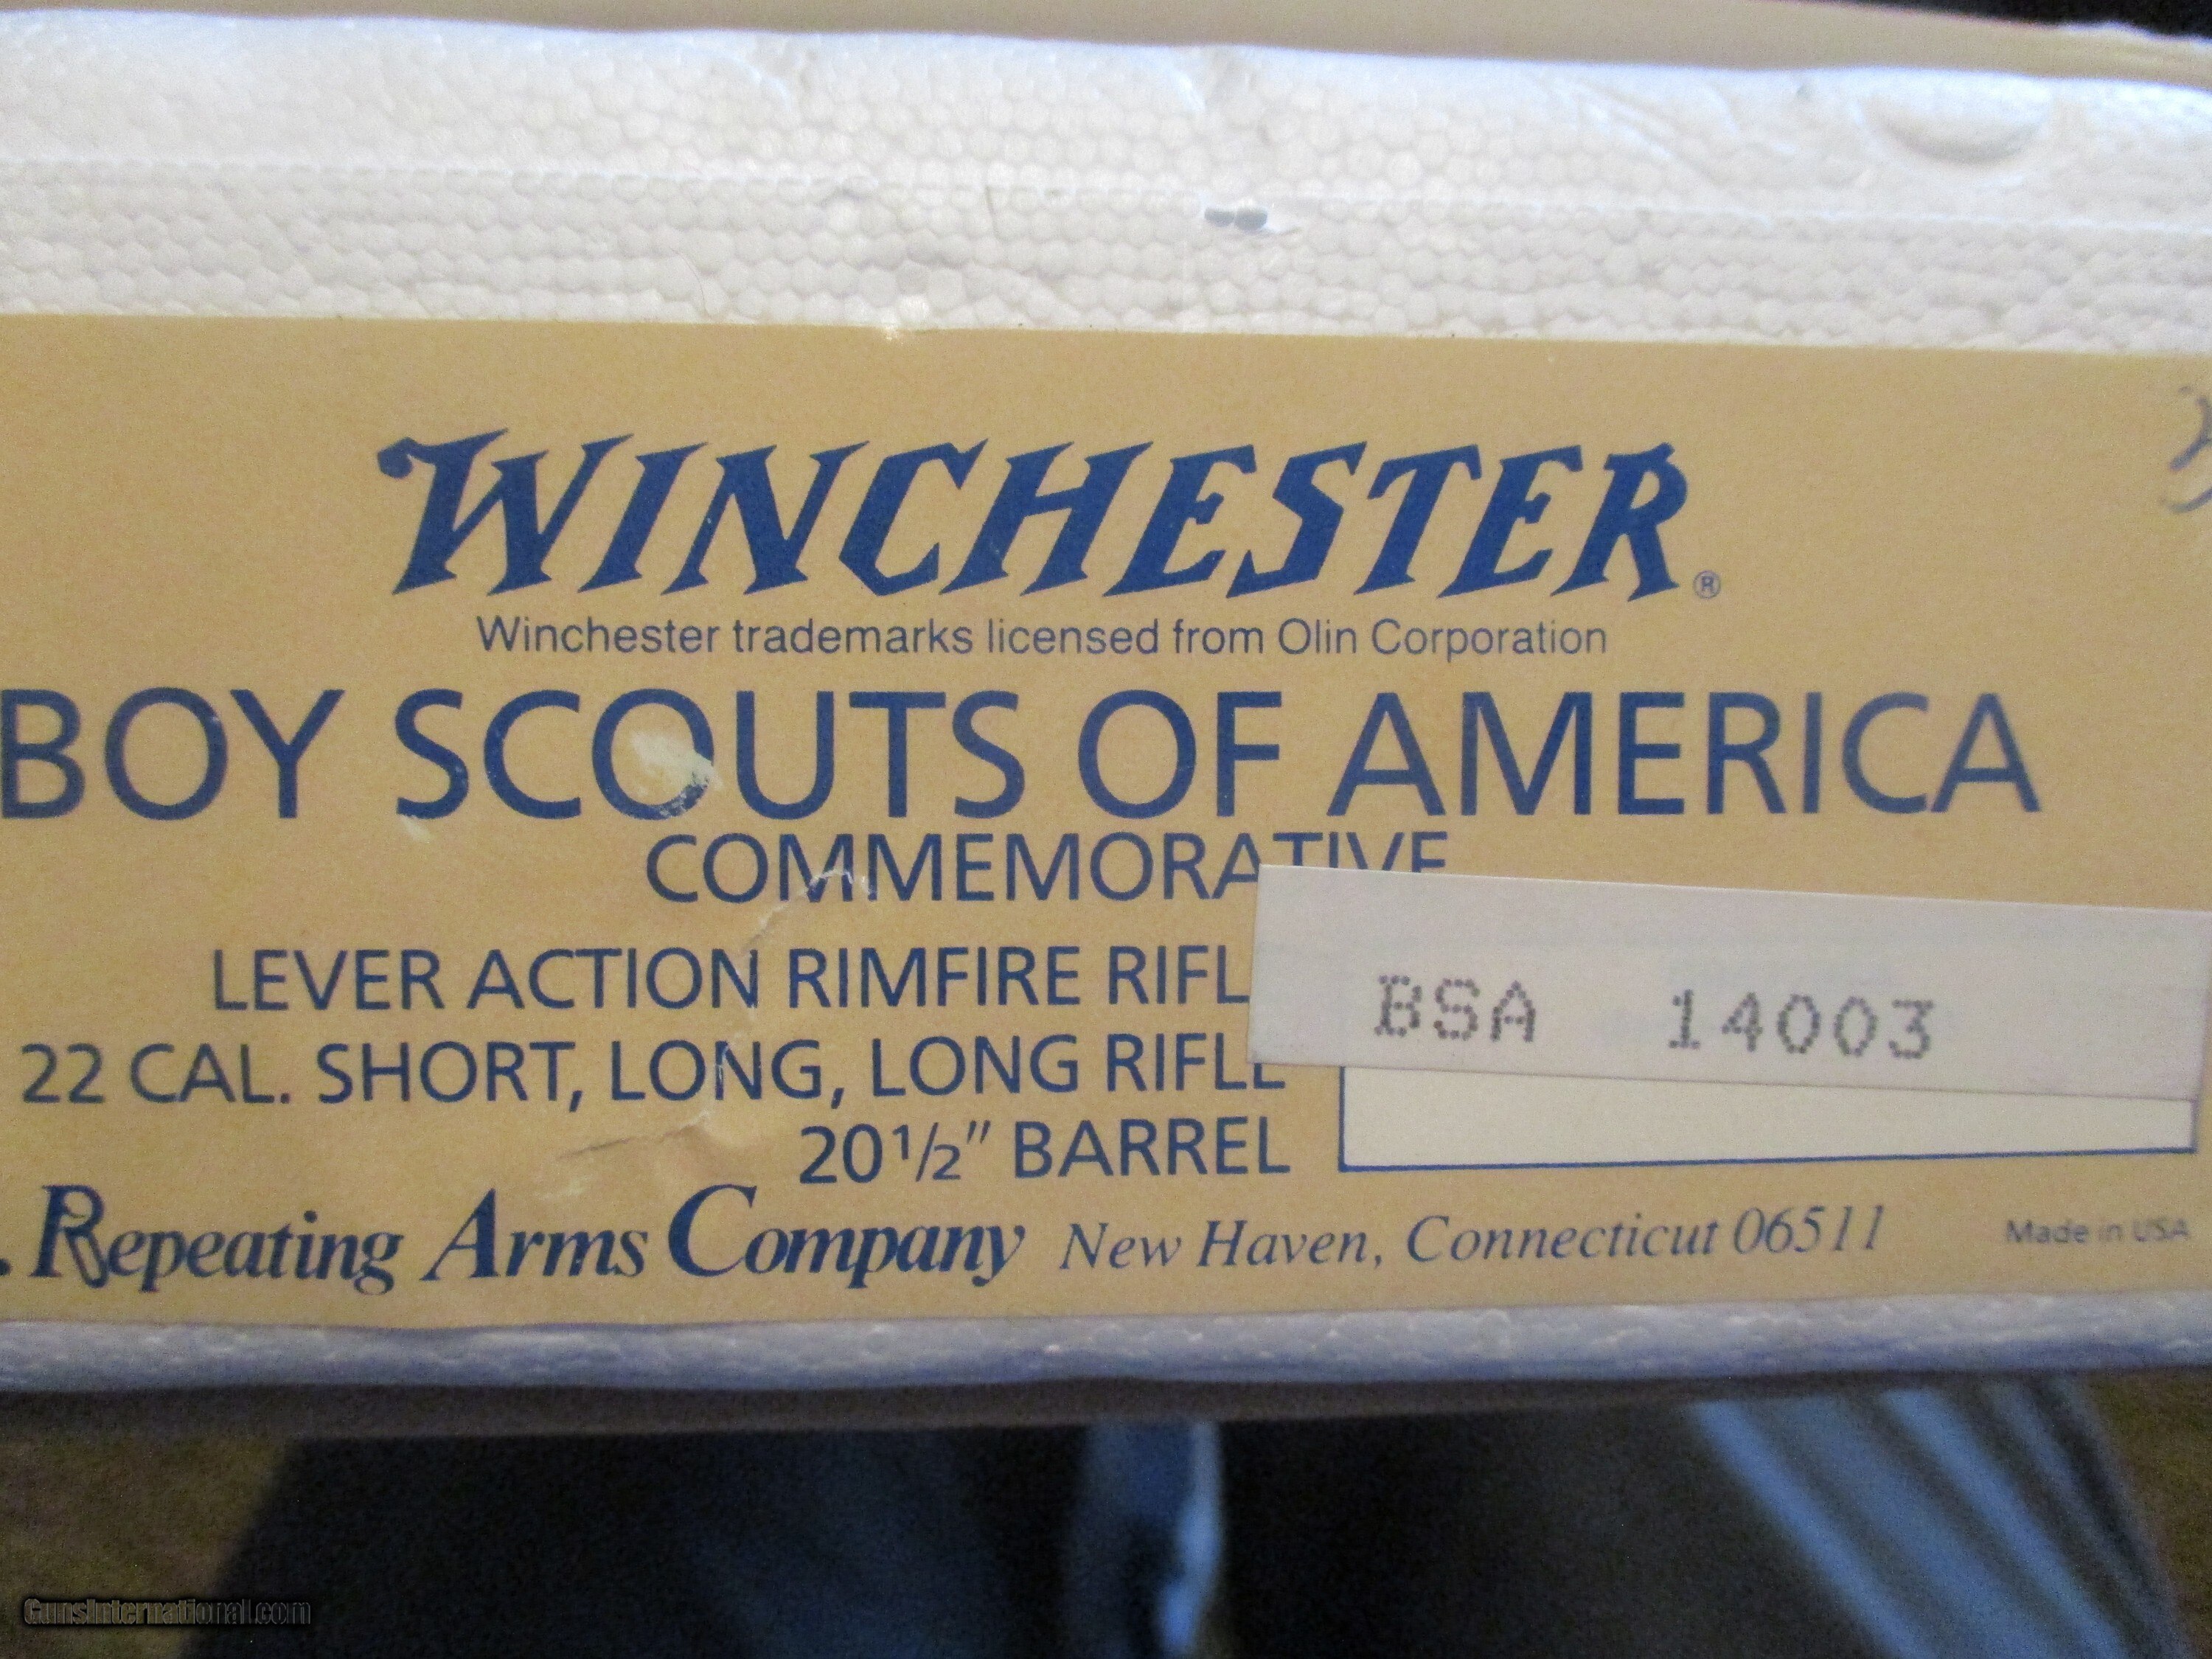 WINCHESTER®
Winchester trademarks licensed from Olin Corporation
BOY SCOUTS OF AMERICA
COMMEMORATIVE
LEVER ACTION RIMFIRE RIFL
BSA 14003
22 CAL. SHORT, LONG, LONG RIFLE
20 1/2" BARREL
. Repeating Arms Company New Haven, Connecticut 06511 Made in USA
GunsInternational.com